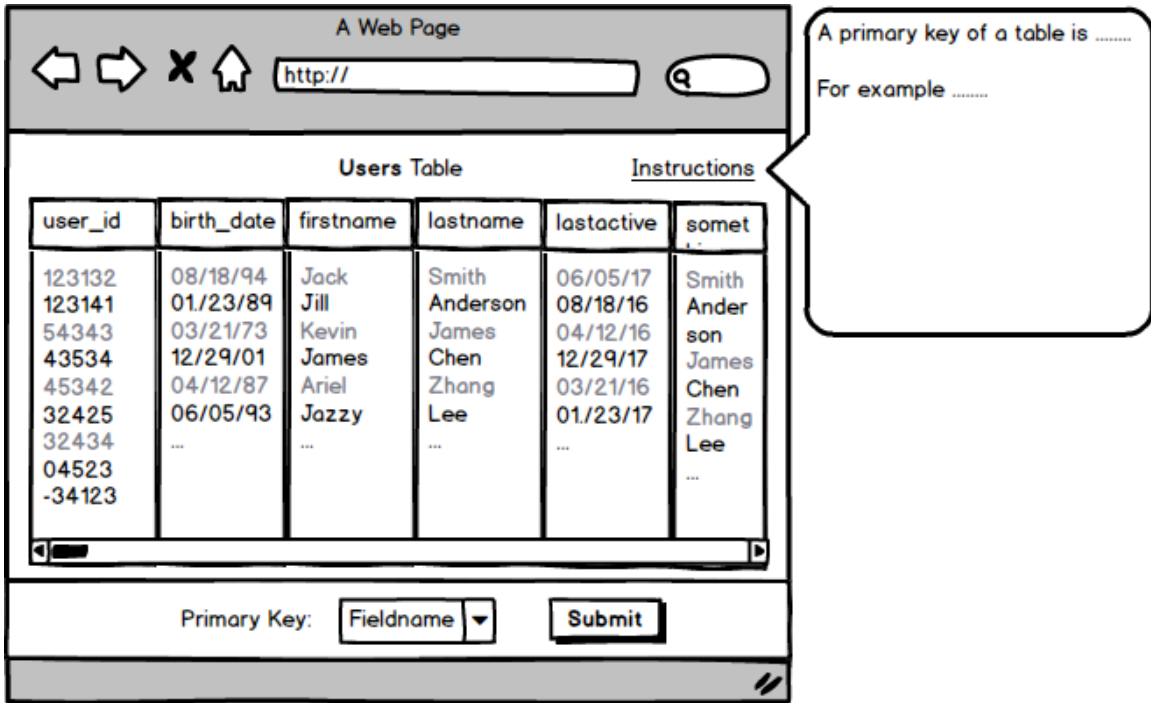 A Web Page
http://
A primary key of a table is ........
For example ........
Users Table
Instructions
user_id birth_date firstname lastname lastactive somet
123132 08/18/94 Jack Smith 06/05/17 Smith
123141 01./23/89 Jill Anderson 08/18/16 Ander
54343 03/21/73 Kevin James 04/12/16 son
43534 12/29/01 James Chen 12/29/17 James
45342 04/12/87 Ariel Zhang 03/21/16 Chen
32425 06/05/93 Jazzy Lee 01./23/17 Zhang
32434 ... ... ... ... Lee
04523 ...
-34123
Primary Key: Fieldname Submit